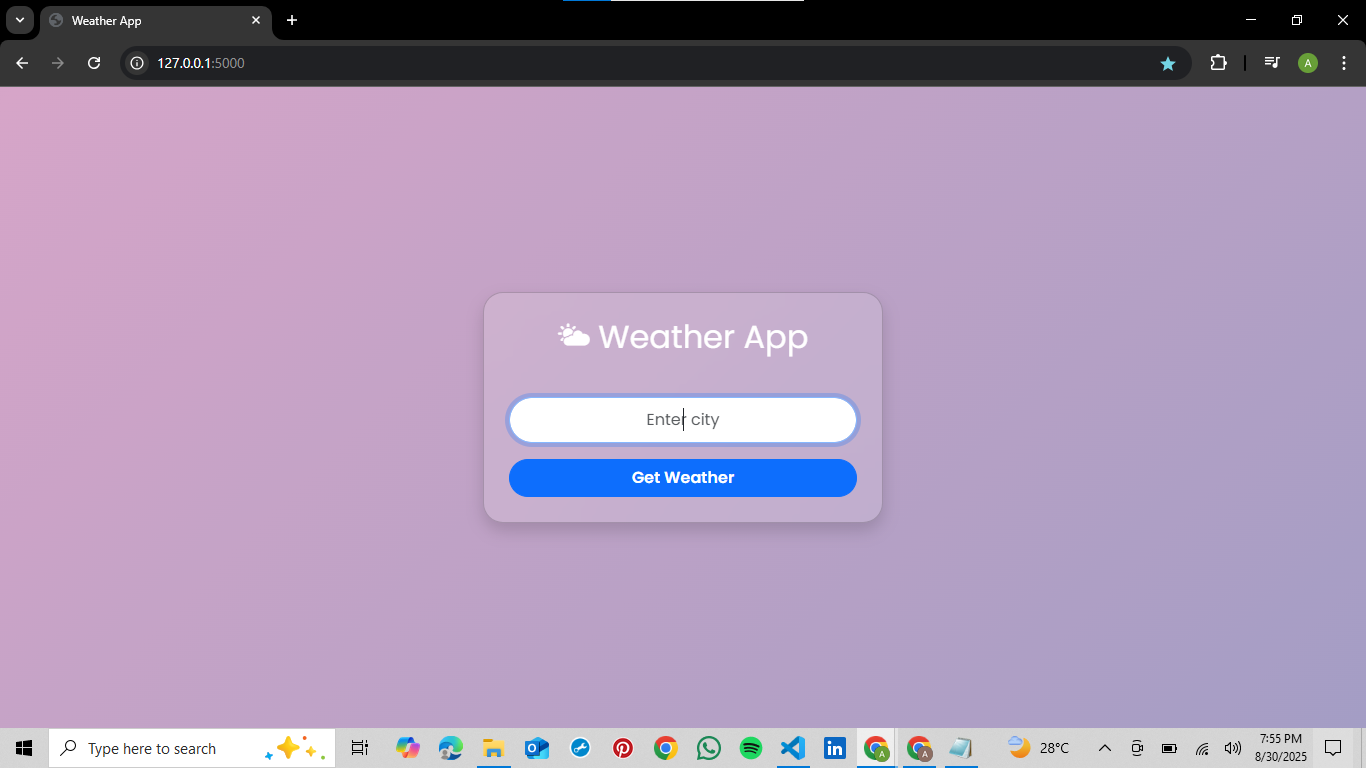 Weather App
127.0.0.1:5000
A
Weather App
Enter city
Get Weather
Type here to search
28°C
7:55 PM
8/30/2025